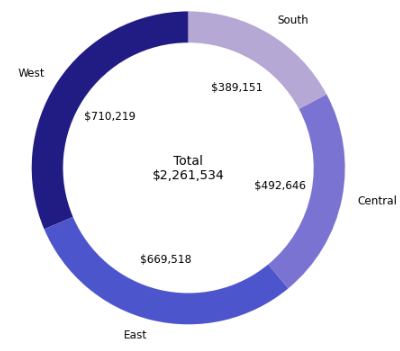 South
West
$389,151
$710,219
Total
$2,261,534
$492,646
Central
$669,518
East